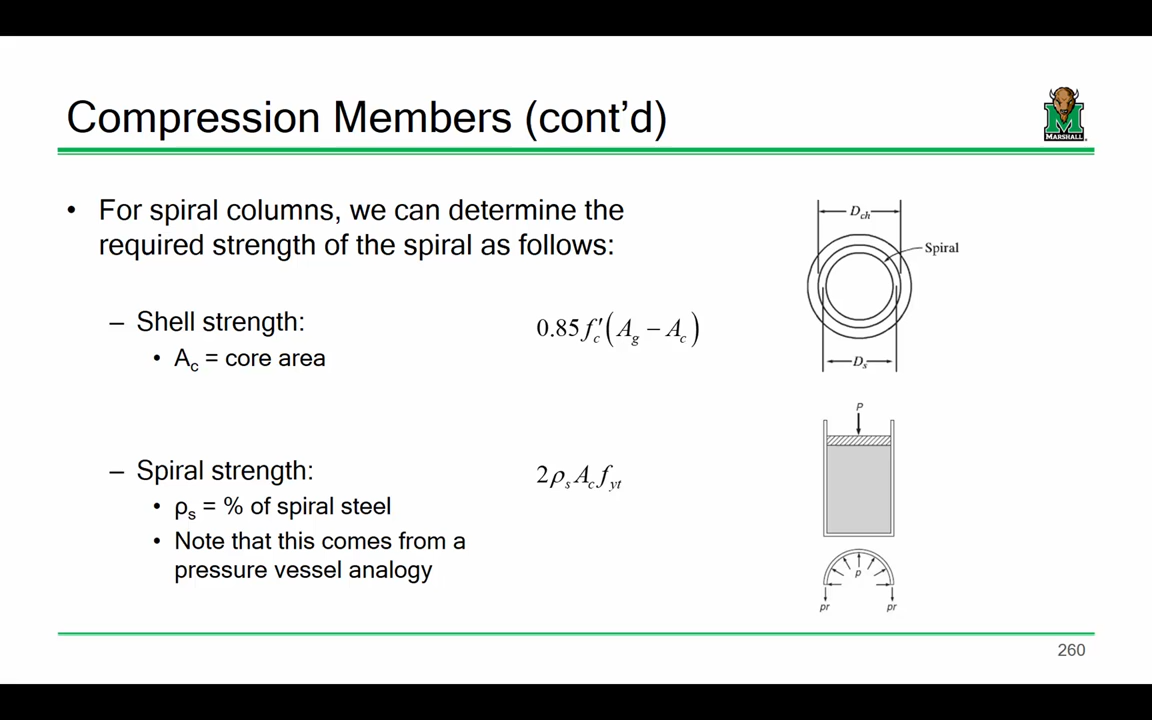 Compression Members (cont’d)
MARSHALL
• For spiral columns, we can determine the
required strength of the spiral as follows:
– Shell strength:
0.85f′c(Ag − Ac)
• Ac = core area
– Spiral strength:
2ρsAcfyt
• ρs = % of spiral steel
• Note that this comes from a
pressure vessel analogy
Dch
Spiral
Ds
P
p
pr
pr
260